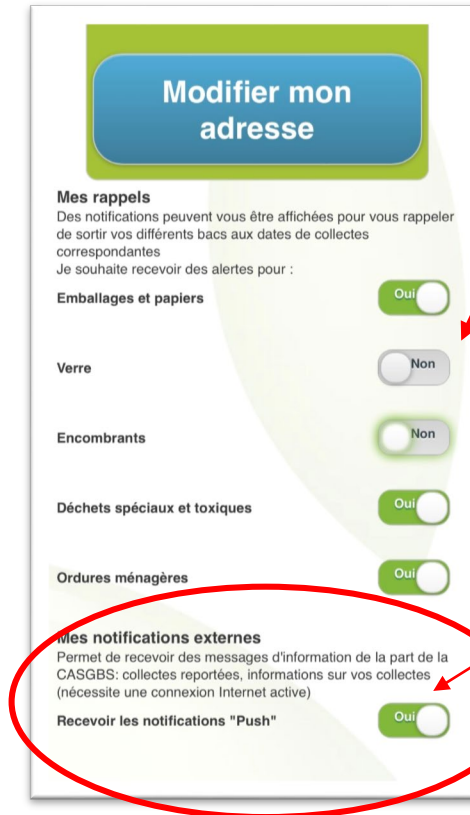 Modifier mon
adresse
Mes rappels
Des notifications peuvent vous être affichées pour vous rappeler
de sortir vos différents bacs aux dates de collectes
correspondantes
Je souhaite recevoir des alertes pour :
Emballages et papiers Oui
Verre Non
Encombrants Non
Déchets spéciaux et toxiques Oui
Ordures ménagères Oui
Mes notifications externes
Permet de recevoir des messages d'information de la part de la
CASGBS: collectes reportées, informations sur vos collectes
(nécessite une connexion Internet active)
Recevoir les notifications "Push" Oui